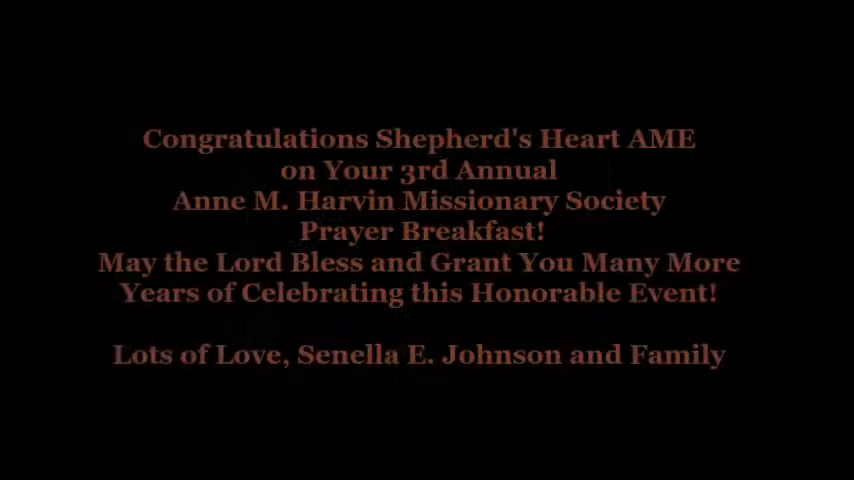 Congratulations Shepherd's Heart AME
on Your 3rd Annual
Anne M. Harvin Missionary Society
Prayer Breakfast!
May the Lord Bless and Grant You Many More
Years of Celebrating this Honorable Event!
Lots of Love, Senella E. Johnson and Family